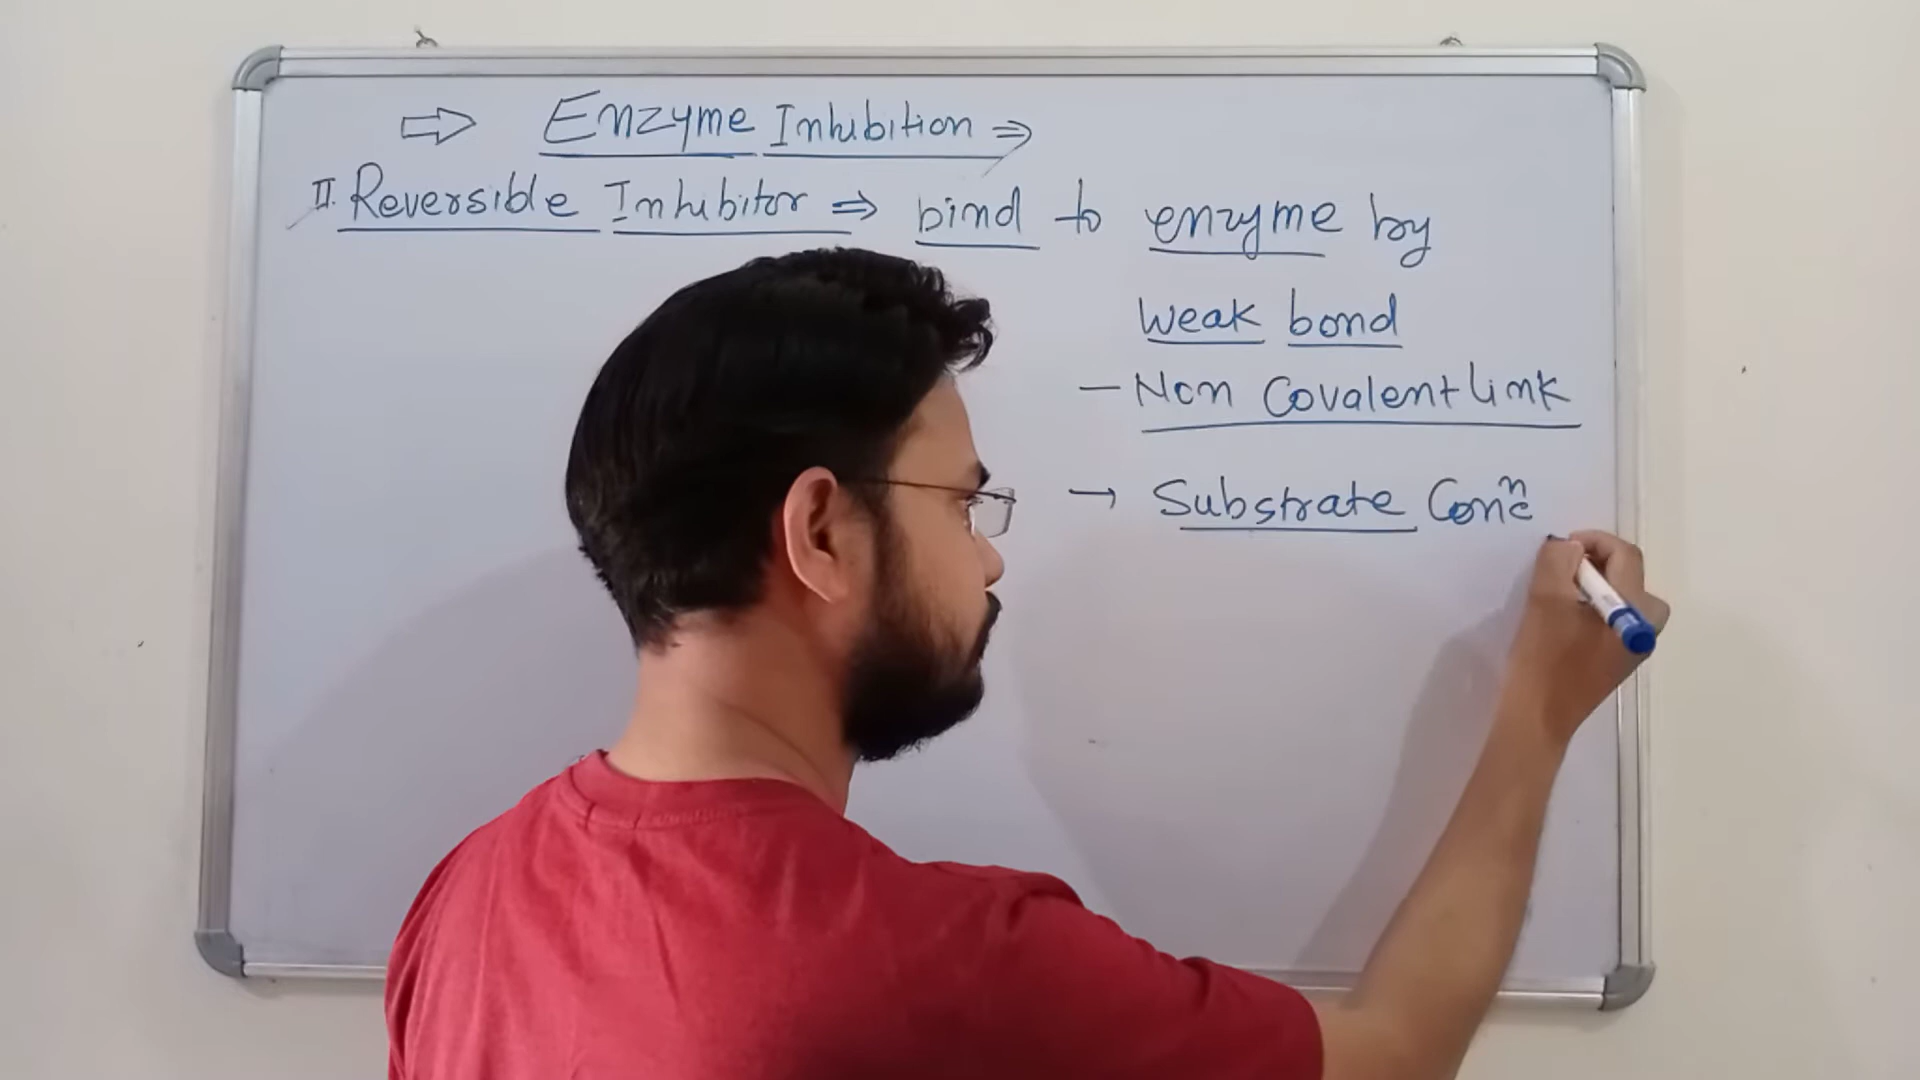 ⇨ Enzyme Inhibition ⇒
II. Reversible Inhibitor ⇒ bind to enzyme by
Weak bond
- Non Covalent link
→ Substrate Concⁿ